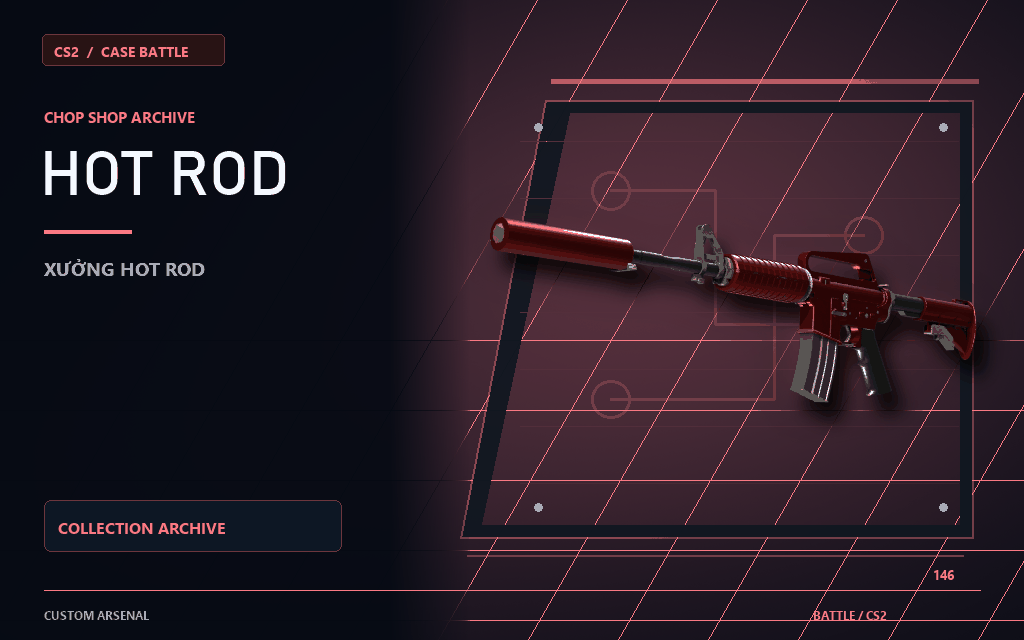 CS2 / CASE BATTLE
CHOP SHOP ARCHIVE
HOT ROD
XƯỞNG HOT ROD
COLLECTION ARCHIVE
146
CUSTOM ARSENAL
BATTLE / CS2